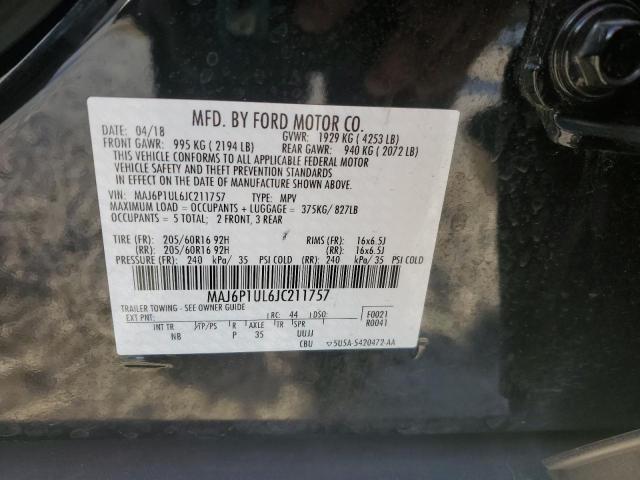 MFD. BY FORD MOTOR CO.
DATE: 04/18 GVWR: 1929 KG ( 4253 LB)
FRONT GAWR: 995 KG ( 2194 LB) REAR GAWR: 940 KG ( 2072 LB)
THIS VEHICLE CONFORMS TO ALL APPLICABLE FEDERAL MOTOR
VEHICLE SAFETY AND THEFT PREVENTION STANDARDS
IN EFFECT ON THE DATE OF MANUFACTURE SHOWN ABOVE.
VIN: MAJ6P1UL6JC211757 TYPE: MPV
MAXIMUM LOAD = OCCUPANTS + LUGGAGE = 375KG/ 827LB
OCCUPANTS = 5 TOTAL: 2 FRONT, 3 REAR
TIRE (FR): 205/60R16 92H RIMS (FR): 16x6.5J
(RR): 205/60R16 92H (RR): 16x6.5J
PRESSURE (FR): 240 kPa/ 35 PSI COLD (RR): 240 kPa/ 35 PSI COLD
MAJ6P1UL6JC211757
TRAILER TOWING - SEE OWNER GUIDE
EXT PNT: RC: 44 DSO: F0021
R0041
INT TR TP/PS R AXLE TR SPR
NB P 35 UUJJ
CBU 5U5A-5420472-AA